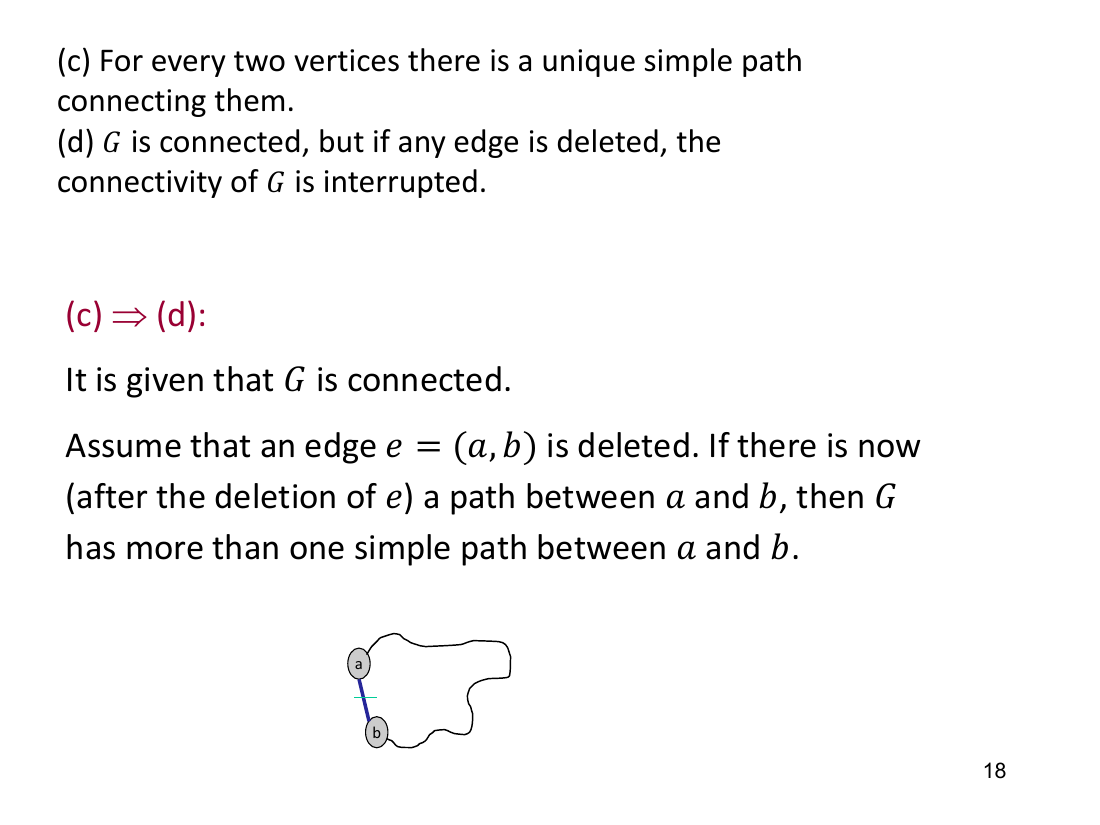 (c) For every two vertices there is a unique simple path
connecting them.
(d) 𝐺 is connected, but if any edge is deleted, the
connectivity of 𝐺 is interrupted.
(c) ⟹ (d):
It is given that 𝐺 is connected.
Assume that an edge 𝑒 = (𝑎, 𝑏) is deleted. If there is now
(after the deletion of 𝑒) a path between 𝑎 and 𝑏, then 𝐺
has more than one simple path between 𝑎 and 𝑏.
a
b
18